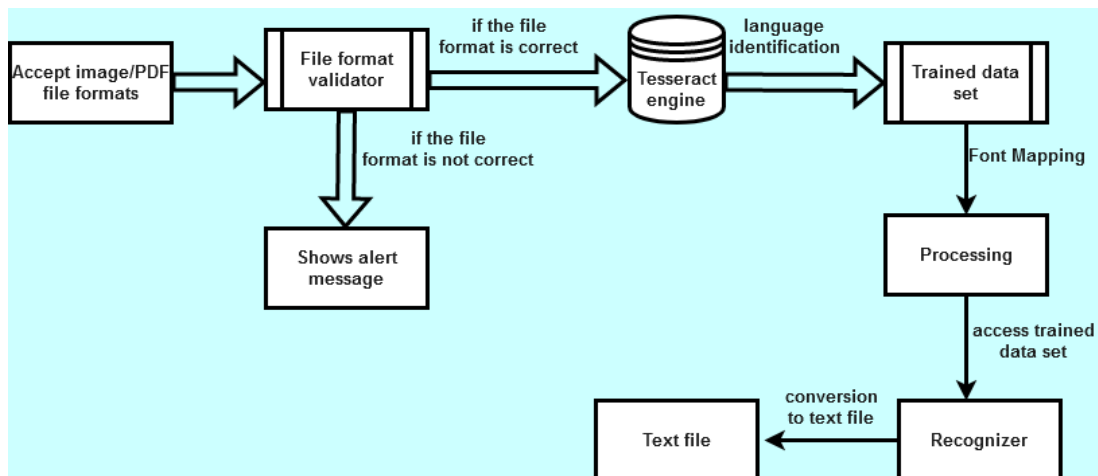 Accept image/PDF
file formats
File format
validator
if the file
format is correct
Tesseract
engine
language
identification
Trained data
set
if the file
format is not correct
Shows alert
message
Font Mapping
Processing
access trained
data set
Recognizer
conversion
to text file
Text file